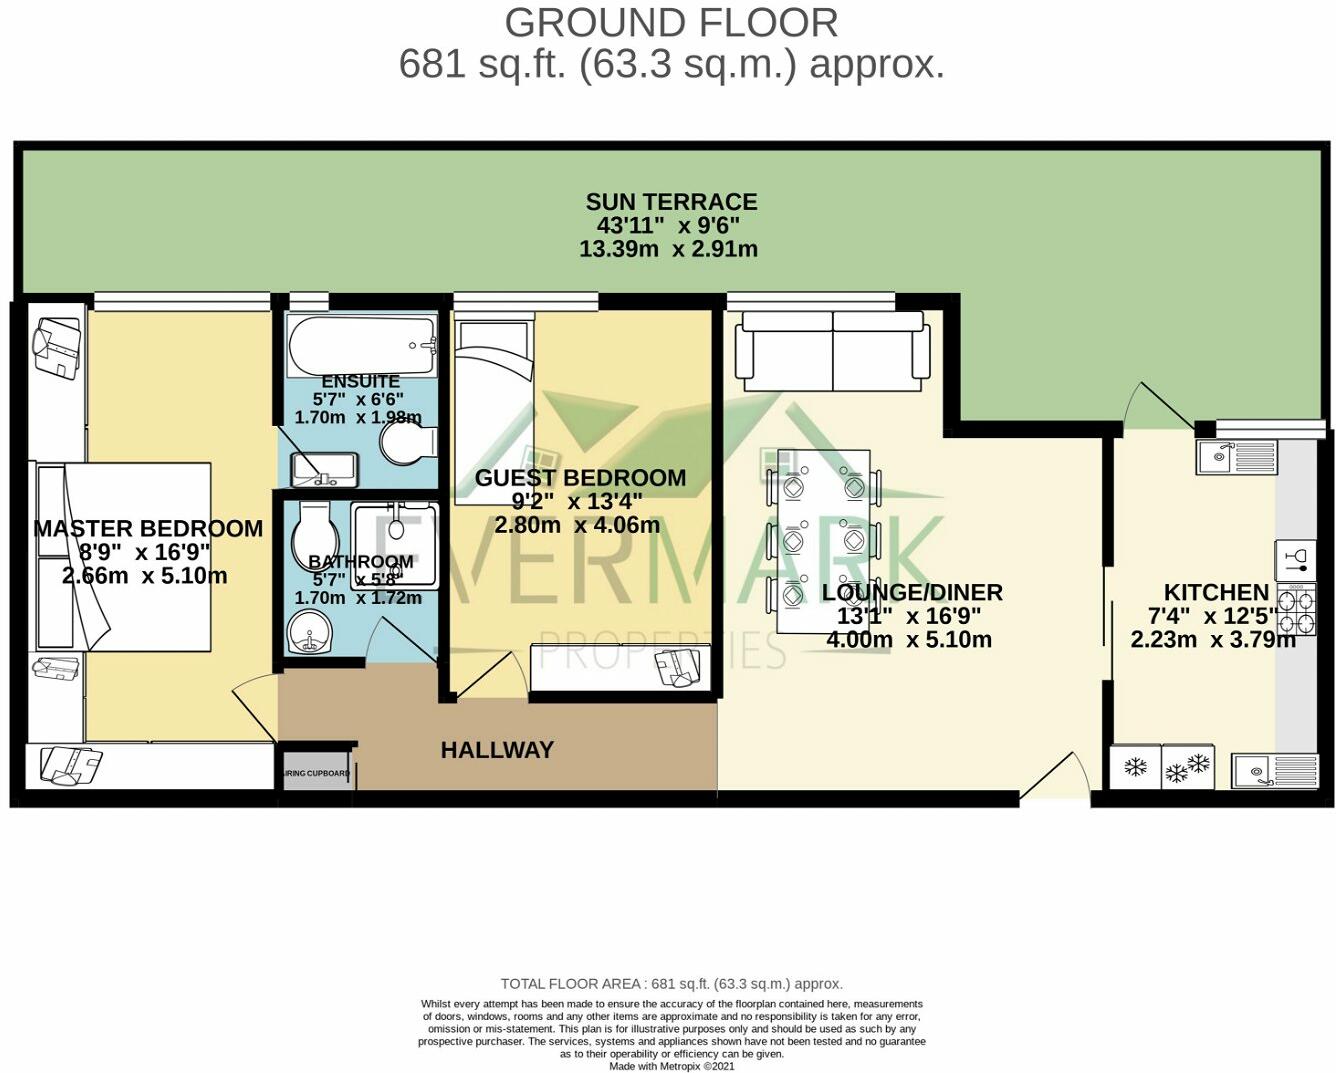 GROUND FLOOR
681 sq.ft. (63.3 sq.m.) approx.
SUN TERRACE
43'11" x 9'6"
13.39m x 2.91m
ENSUITE
5'7" x 6'6"
1.70m x 1.98m
GUEST BEDROOM
9'2" x 13'4"
2.80m x 4.06m
MASTER BEDROOM
8'9" x 16'9"
2.66m x 5.10m
BATHROOM
5'7" x 5'8"
1.70m x 1.72m
LOUNGE/DINER
13'1" x 16'9"
4.00m x 5.10m
KITCHEN
7'4" x 12'5"
2.23m x 3.79m
EVERMARK
PROPERTIES
HALLWAY
AIRING CUPBOARD
TOTAL FLOOR AREA : 681 sq.ft. (63.3 sq.m.) approx.
Whilst every attempt has been made to ensure the accuracy of the floorplan contained here, measurements
of doors, windows, rooms and any other items are approximate and no responsibility is taken for any error,
omission or mis-statement. This plan is for illustrative purposes only and should be used as such by any
prospective purchaser. The services, systems and appliances shown have not been tested and no guarantee
as to their operability or efficiency can be given.
Made with Metropix ©2021